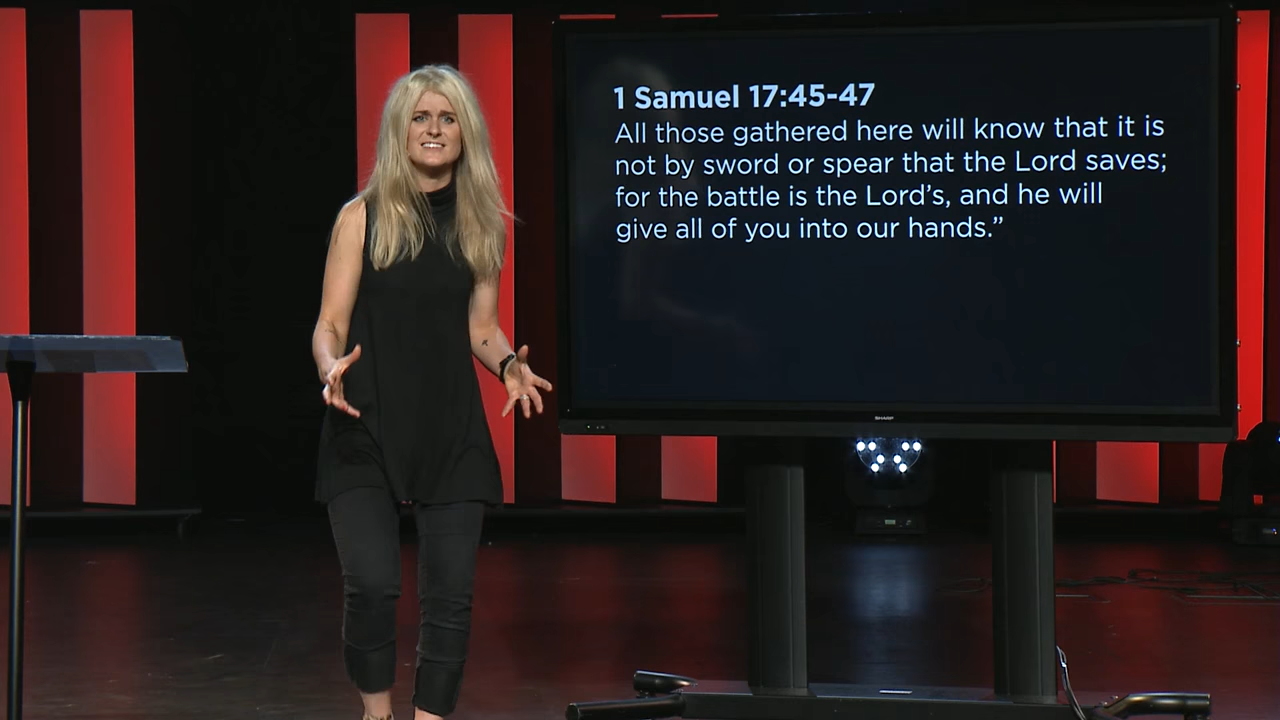 1 Samuel 17:45-47
All those gathered here will know that it is
not by sword or spear that the Lord saves;
for the battle is the Lord’s, and he will
give all of you into our hands.”
SHARP